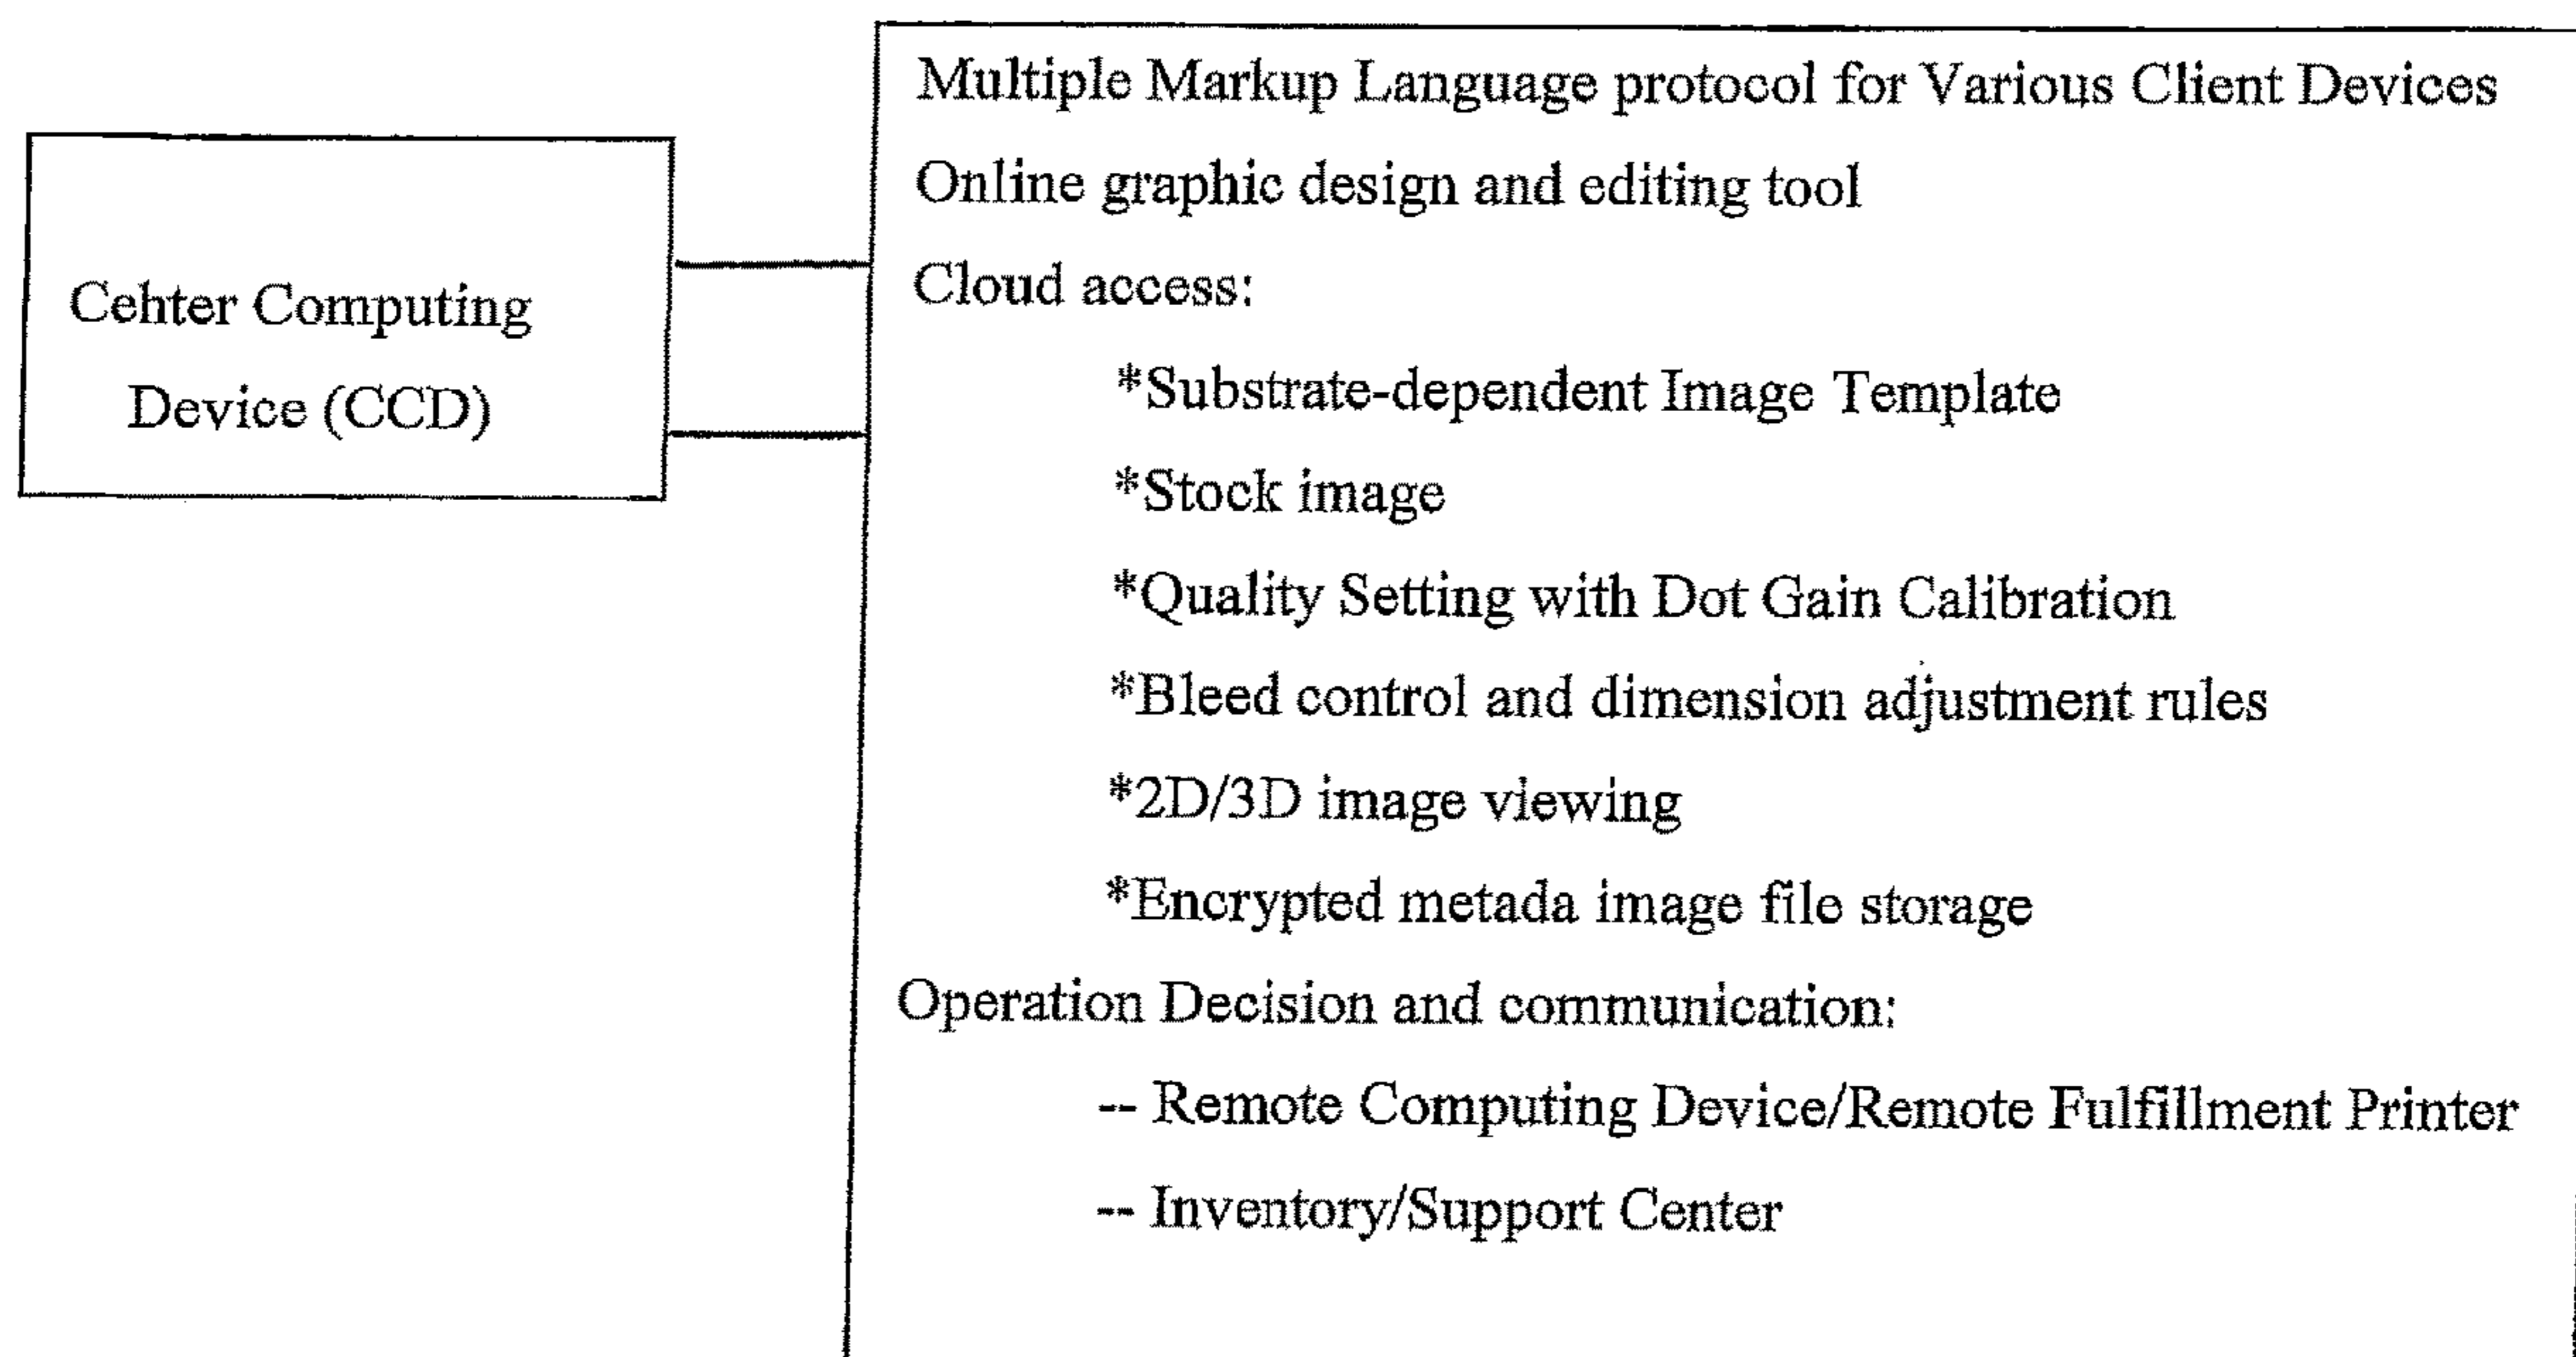 Multiple Markup Language protocol for Various Client Devices
Online graphic design and editing tool
Cloud access:
*Substrate-dependent Image Template
*Stock image
*Quality Setting with Dot Gain Calibration
*Bleed control and dimension adjustment rules
*2D/3D image viewing
*Encrypted metada image file storage
Operation Decision and communication:
-- Remote Computing Device/Remote Fulfillment Printer
-- Inventory/Support Center
Cehter Computing
Device (CCD)